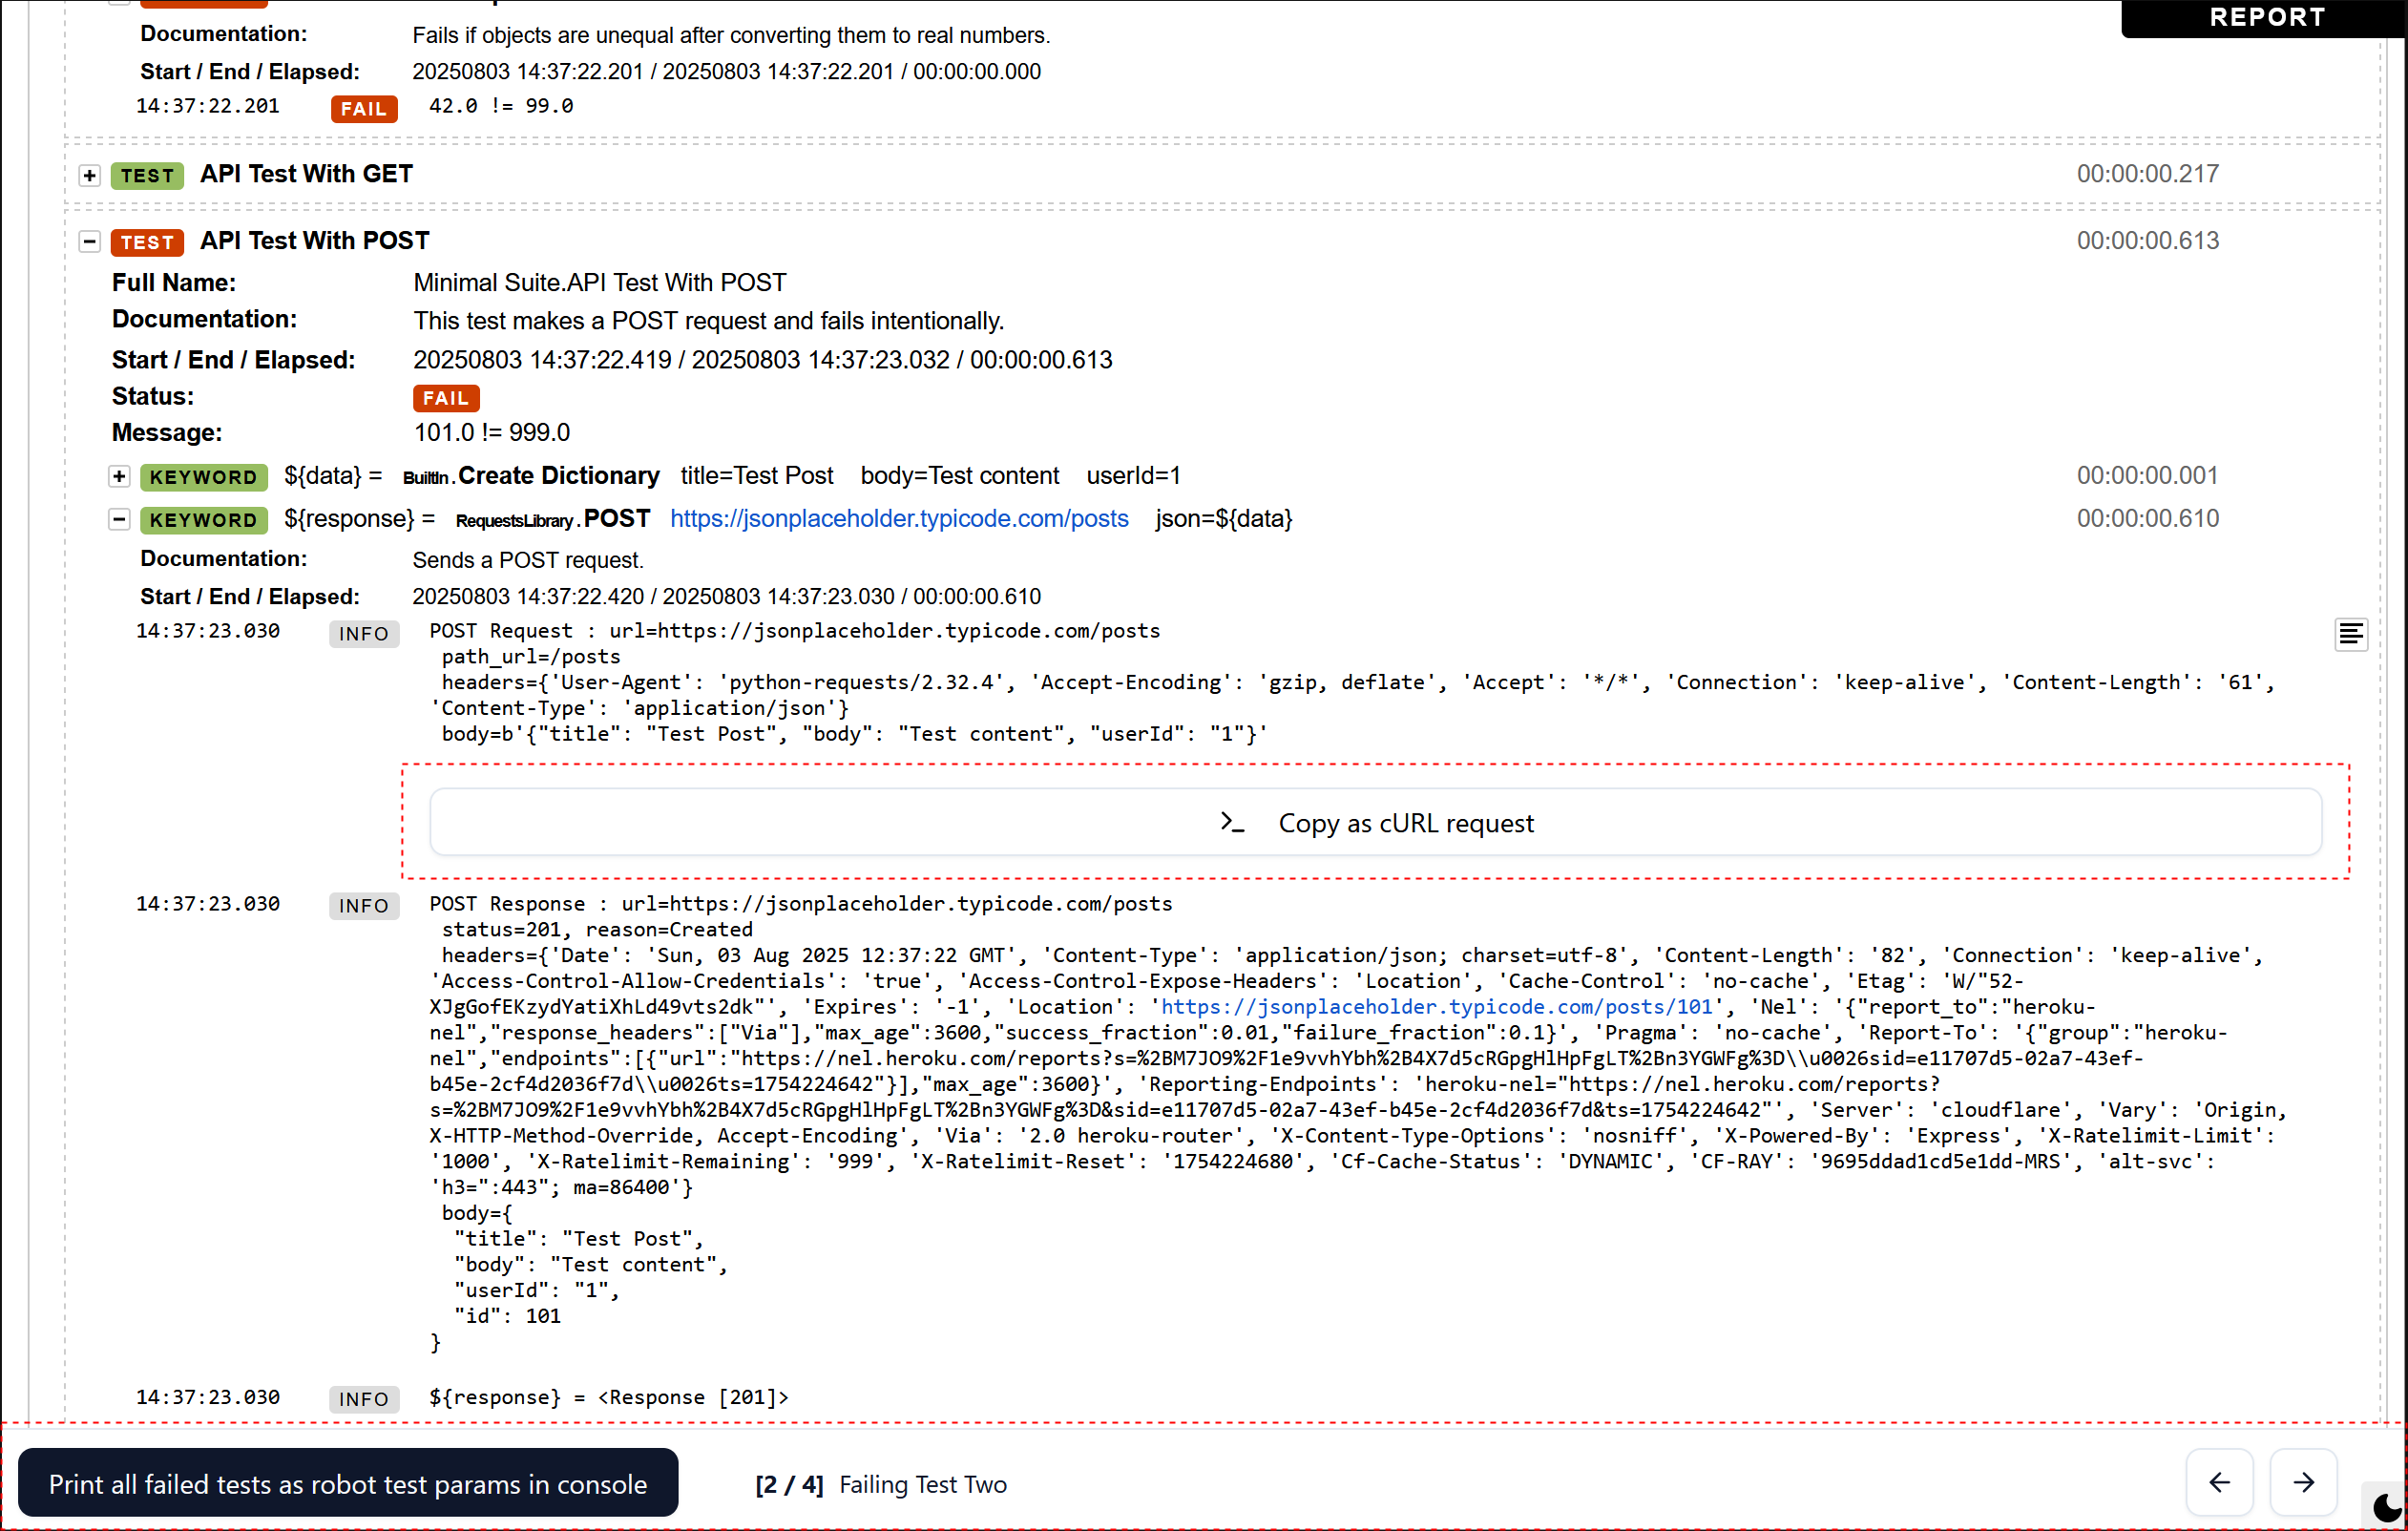 REPORT
Documentation: Fails if objects are unequal after converting them to real numbers.
Start / End / Elapsed: 20250803 14:37:22.201 / 20250803 14:37:22.201 / 00:00:00.000
14:37:22.201 FAIL 42.0 != 99.0
TEST API Test With GET 00:00:00.217
TEST API Test With POST 00:00:00.613
Full Name: Minimal Suite.API Test With POST
Documentation: This test makes a POST request and fails intentionally.
Start / End / Elapsed: 20250803 14:37:22.419 / 20250803 14:37:23.032 / 00:00:00.613
Status: FAIL
Message: 101.0 != 999.0
KEYWORD ${data} = BuiltIn.Create Dictionary title=Test Post body=Test content userId=1 00:00:00.001
KEYWORD ${response} = RequestsLibrary.POST https://jsonplaceholder.typicode.com/posts json=${data} 00:00:00.610
Documentation: Sends a POST request.
Start / End / Elapsed: 20250803 14:37:22.420 / 20250803 14:37:23.030 / 00:00:00.610
14:37:23.030 INFO POST Request : url=https://jsonplaceholder.typicode.com/posts
path_url=/posts
headers={'User-Agent': 'python-requests/2.32.4', 'Accept-Encoding': 'gzip, deflate', 'Accept': '*/*', 'Connection': 'keep-alive', 'Content-Length': '61',
'Content-Type': 'application/json'}
body=b'{"title": "Test Post", "body": "Test content", "userId": "1"}'
Copy as cURL request
14:37:23.030 INFO POST Response : url=https://jsonplaceholder.typicode.com/posts
status=201, reason=Created
headers={'Date': 'Sun, 03 Aug 2025 12:37:22 GMT', 'Content-Type': 'application/json; charset=utf-8', 'Content-Length': '82', 'Connection': 'keep-alive',
'Access-Control-Allow-Credentials': 'true', 'Access-Control-Expose-Headers': 'Location', 'Cache-Control': 'no-cache', 'Etag': 'W/"52-
XJgGofEKzydYatiXhLd49vts2dk"', 'Expires': '-1', 'Location': 'https://jsonplaceholder.typicode.com/posts/101', 'Nel': '{"report_to":"heroku-
nel","response_headers":["Via"],"max_age":3600,"success_fraction":0.01,"failure_fraction":0.1}', 'Pragma': 'no-cache', 'Report-To': '{"group":"heroku-
nel","endpoints":[{"url":"https://nel.heroku.com/reports?s=%2BM7JO9%2F1e9vvhYbh%2B4X7d5cRGpgHlHpFgLT%2Bn3YGWFg%3D\\u0026sid=e11707d5-02a7-43ef-
b45e-2cf4d2036f7d\\u0026ts=1754224642"}],"max_age":3600}', 'Reporting-Endpoints': 'heroku-nel="https://nel.heroku.com/reports?
s=%2BM7JO9%2F1e9vvhYbh%2B4X7d5cRGpgHlHpFgLT%2Bn3YGWFg%3D&sid=e11707d5-02a7-43ef-b45e-2cf4d2036f7d&ts=1754224642"', 'Server': 'cloudflare', 'Vary': 'Origin,
X-HTTP-Method-Override, Accept-Encoding', 'Via': '2.0 heroku-router', 'X-Content-Type-Options': 'nosniff', 'X-Powered-By': 'Express', 'X-Ratelimit-Limit':
'1000', 'X-Ratelimit-Remaining': '999', 'X-Ratelimit-Reset': '1754224680', 'Cf-Cache-Status': 'DYNAMIC', 'CF-RAY': '9695ddad1cd5e1dd-MRS', 'alt-svc':
'h3=":443"; ma=86400'}
body={
"title": "Test Post",
"body": "Test content",
"userId": "1",
"id": 101
}
14:37:23.030 INFO ${response} = <Response [201]>
Print all failed tests as robot test params in console [2 / 4] Failing Test Two